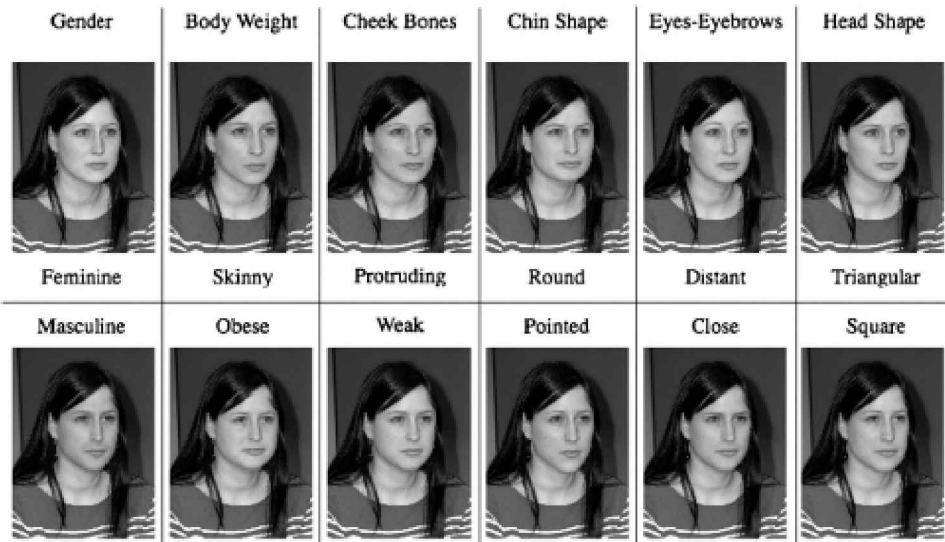 Gender Body Weight Cheek Bones Chin Shape Eyes-Eyebrows Head Shape
Feminine Skinny Protruding Round Distant Triangular
Masculine Obese Weak Pointed Close Square